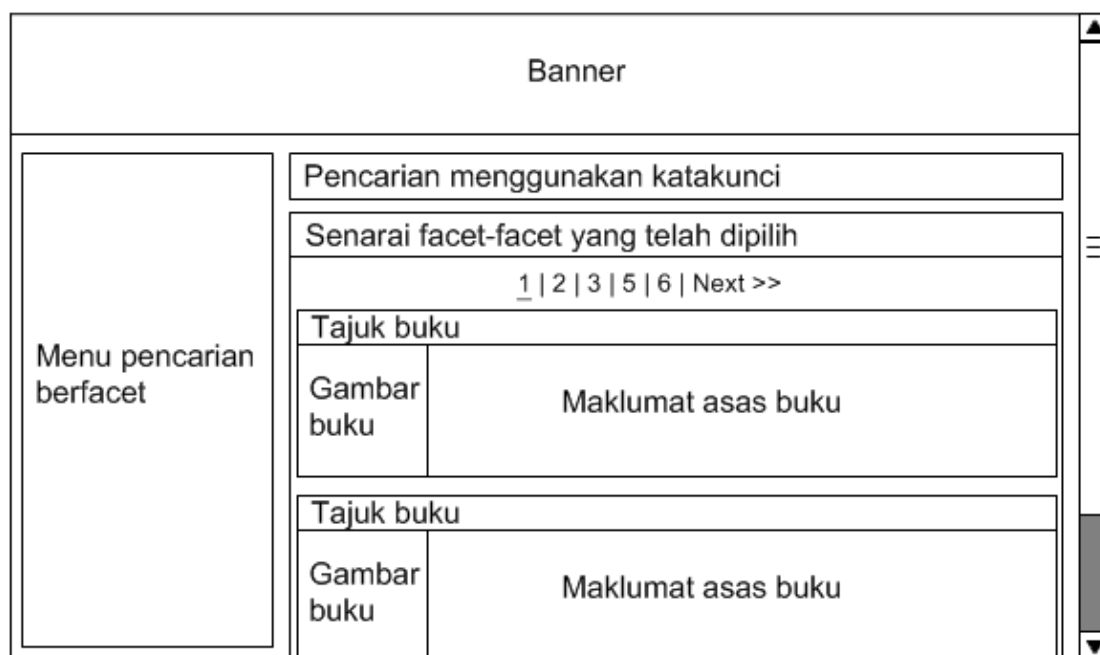 Banner
Pencarian menggunakan katakunci
Senarai facet-facet yang telah dipilih
1 | 2 | 3 | 5 | 6 | Next >>
Menu pencarian
berfacet
Tajuk buku
Gambar
buku
Maklumat asas buku
Tajuk buku
Gambar
buku
Maklumat asas buku